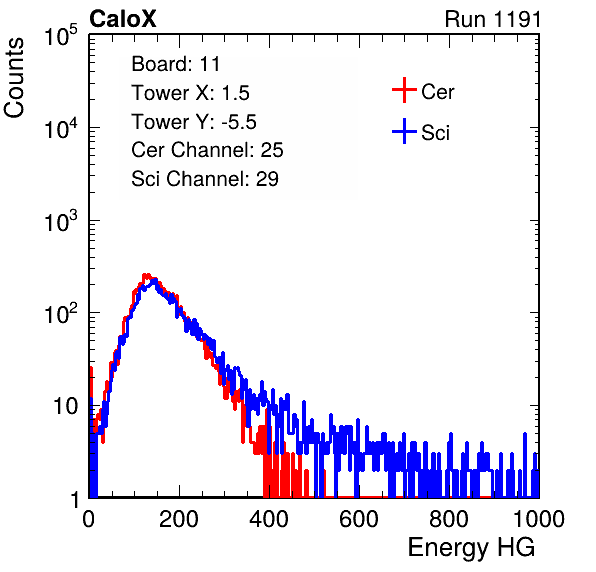 CaloX Run 1191
Counts
10^5
10^4
10^3
10^2
10
1
Board: 11
Tower X: 1.5
Tower Y: -5.5
Cer Channel: 25
Sci Channel: 29
Cer
Sci
0 200 400 600 800 1000
Energy HG